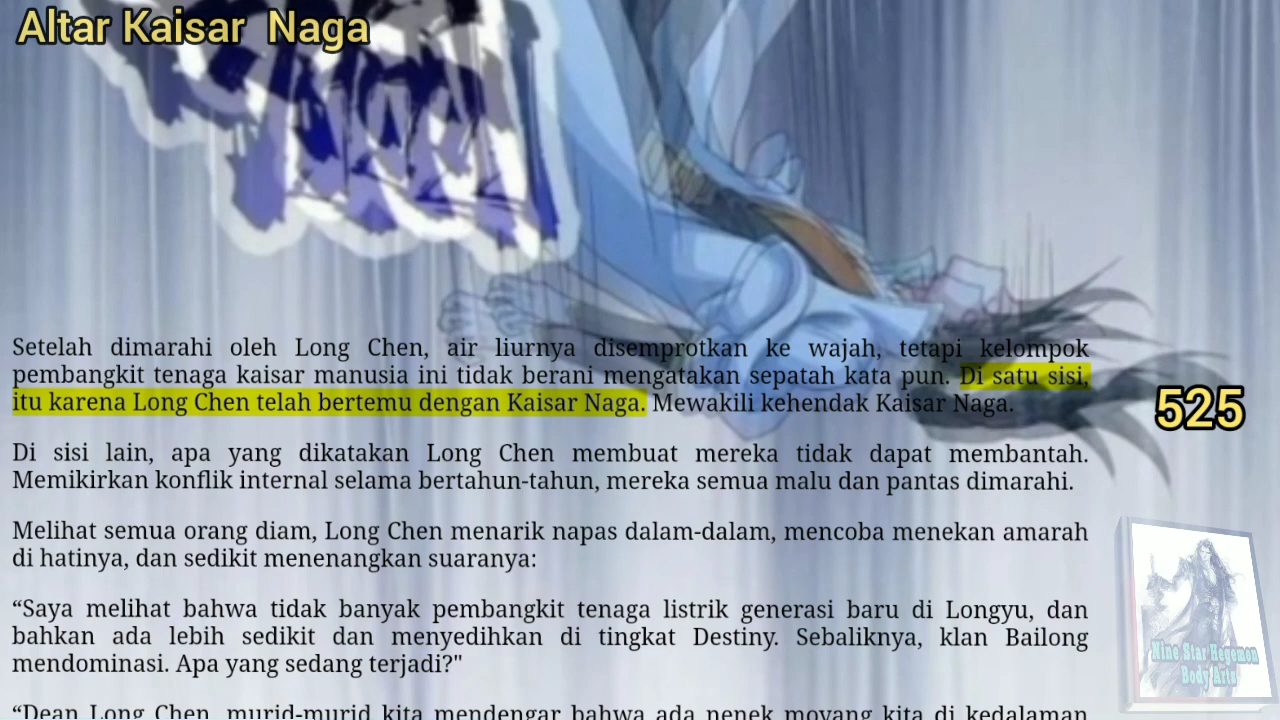 Altar Kaisar Naga
Setelah dimarahi oleh Long Chen, air liurnya disemprotkan ke wajah, tetapi kelompok
pembangkit tenaga kaisar manusia ini tidak berani mengatakan sepatah kata pun. Di satu sisi,
itu karena Long Chen telah bertemu dengan Kaisar Naga. Mewakili kehendak Kaisar Naga.
525
Di sisi lain, apa yang dikatakan Long Chen membuat mereka tidak dapat membantah.
Memikirkan konflik internal selama bertahun-tahun, mereka semua malu dan pantas dimarahi.
Melihat semua orang diam, Long Chen menarik napas dalam-dalam, mencoba menekan amarah
di hatinya, dan sedikit menenangkan suaranya:
“Saya melihat bahwa tidak banyak pembangkit tenaga listrik generasi baru di Longyu, dan
bahkan ada lebih sedikit dan menyedihkan di tingkat Destiny. Sebaliknya, klan Bailong
mendominasi. Apa yang sedang terjadi?"
Nine Star Hegemon
Body Arts
“Dean Long Chen, murid-murid kita mendengar bahwa ada nenek moyang kita di kedalaman